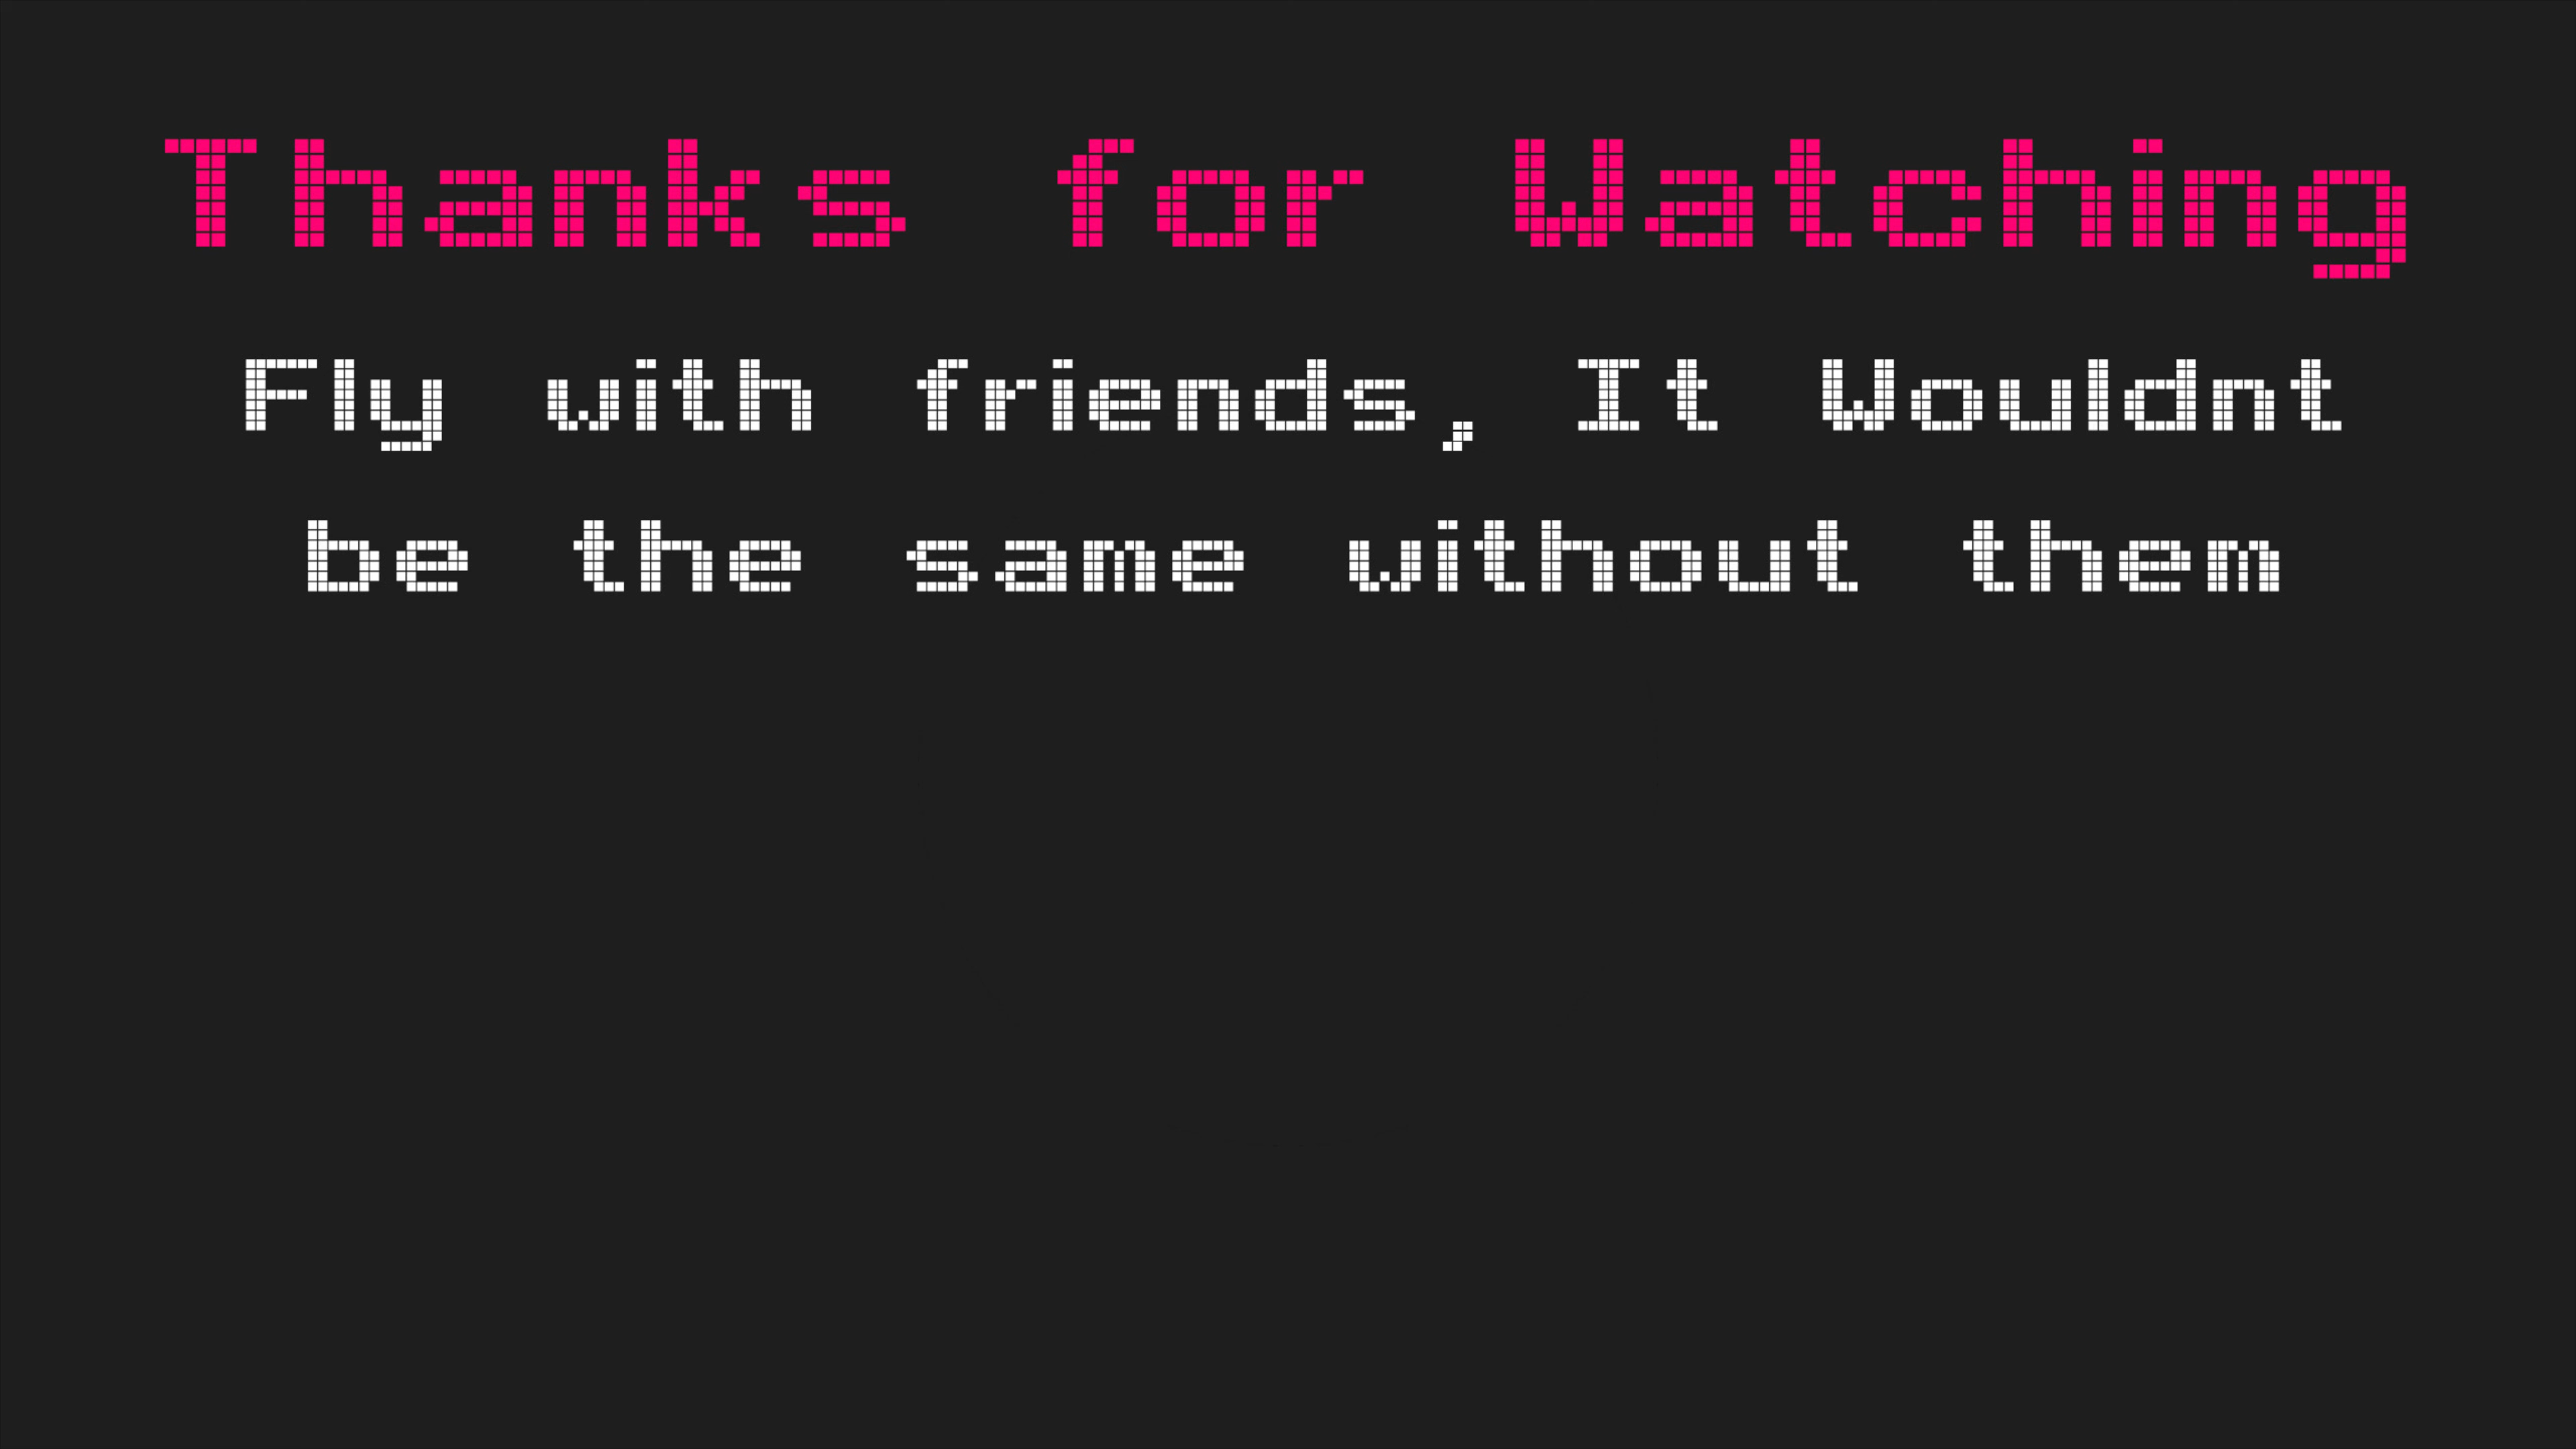 Thanks for Watching
Fly with friends, It Wouldnt
be the same without them